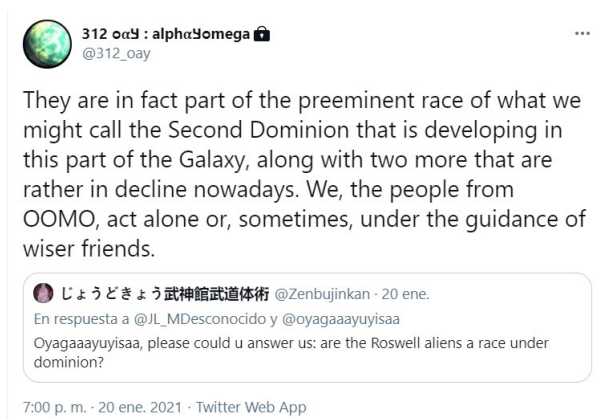 312 oαყ : alphαყomega 🔒
@312_oay
They are in fact part of the preeminent race of what we
might call the Second Dominion that is developing in
this part of the Galaxy, along with two more that are
rather in decline nowadays. We, the people from
OOMO, act alone or, sometimes, under the guidance of
wiser friends.
じょうどきょう武神館武道体術 @Zenbujinkan · 20 ene.
En respuesta a @JL_MDesconocido y @oyagaaayuyisaa
Oyagaaayuyisaa, please could u answer us: are the Roswell aliens a race under
dominion?
7:00 p. m. · 20 ene. 2021 · Twitter Web App